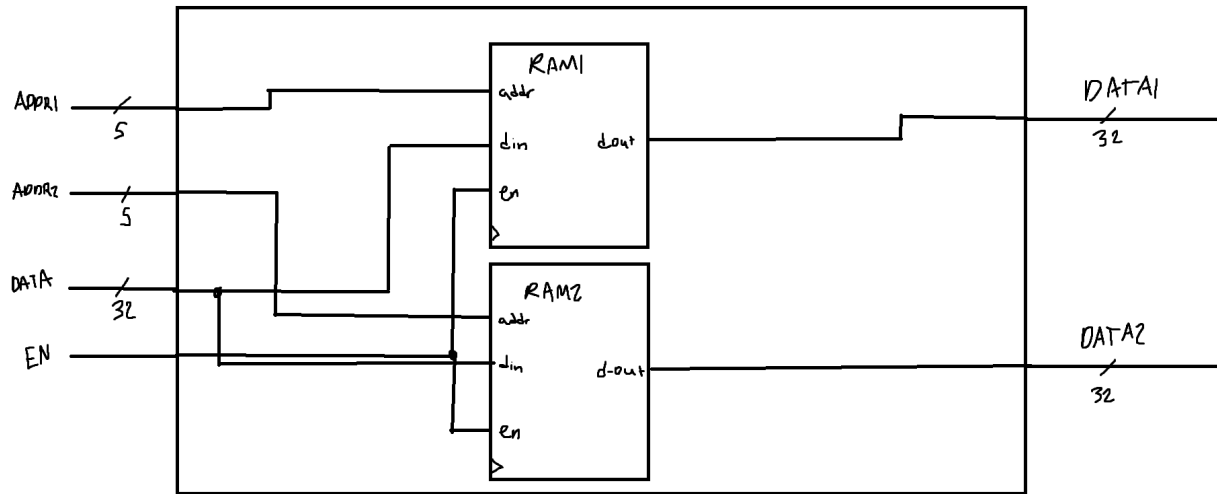 RAM1
ADDR1
5
addr
din
dout
en
DATA1
32
ADDR2
5
DATA
32
EN
RAM2
addr
din
d-out
en
DATA2
32